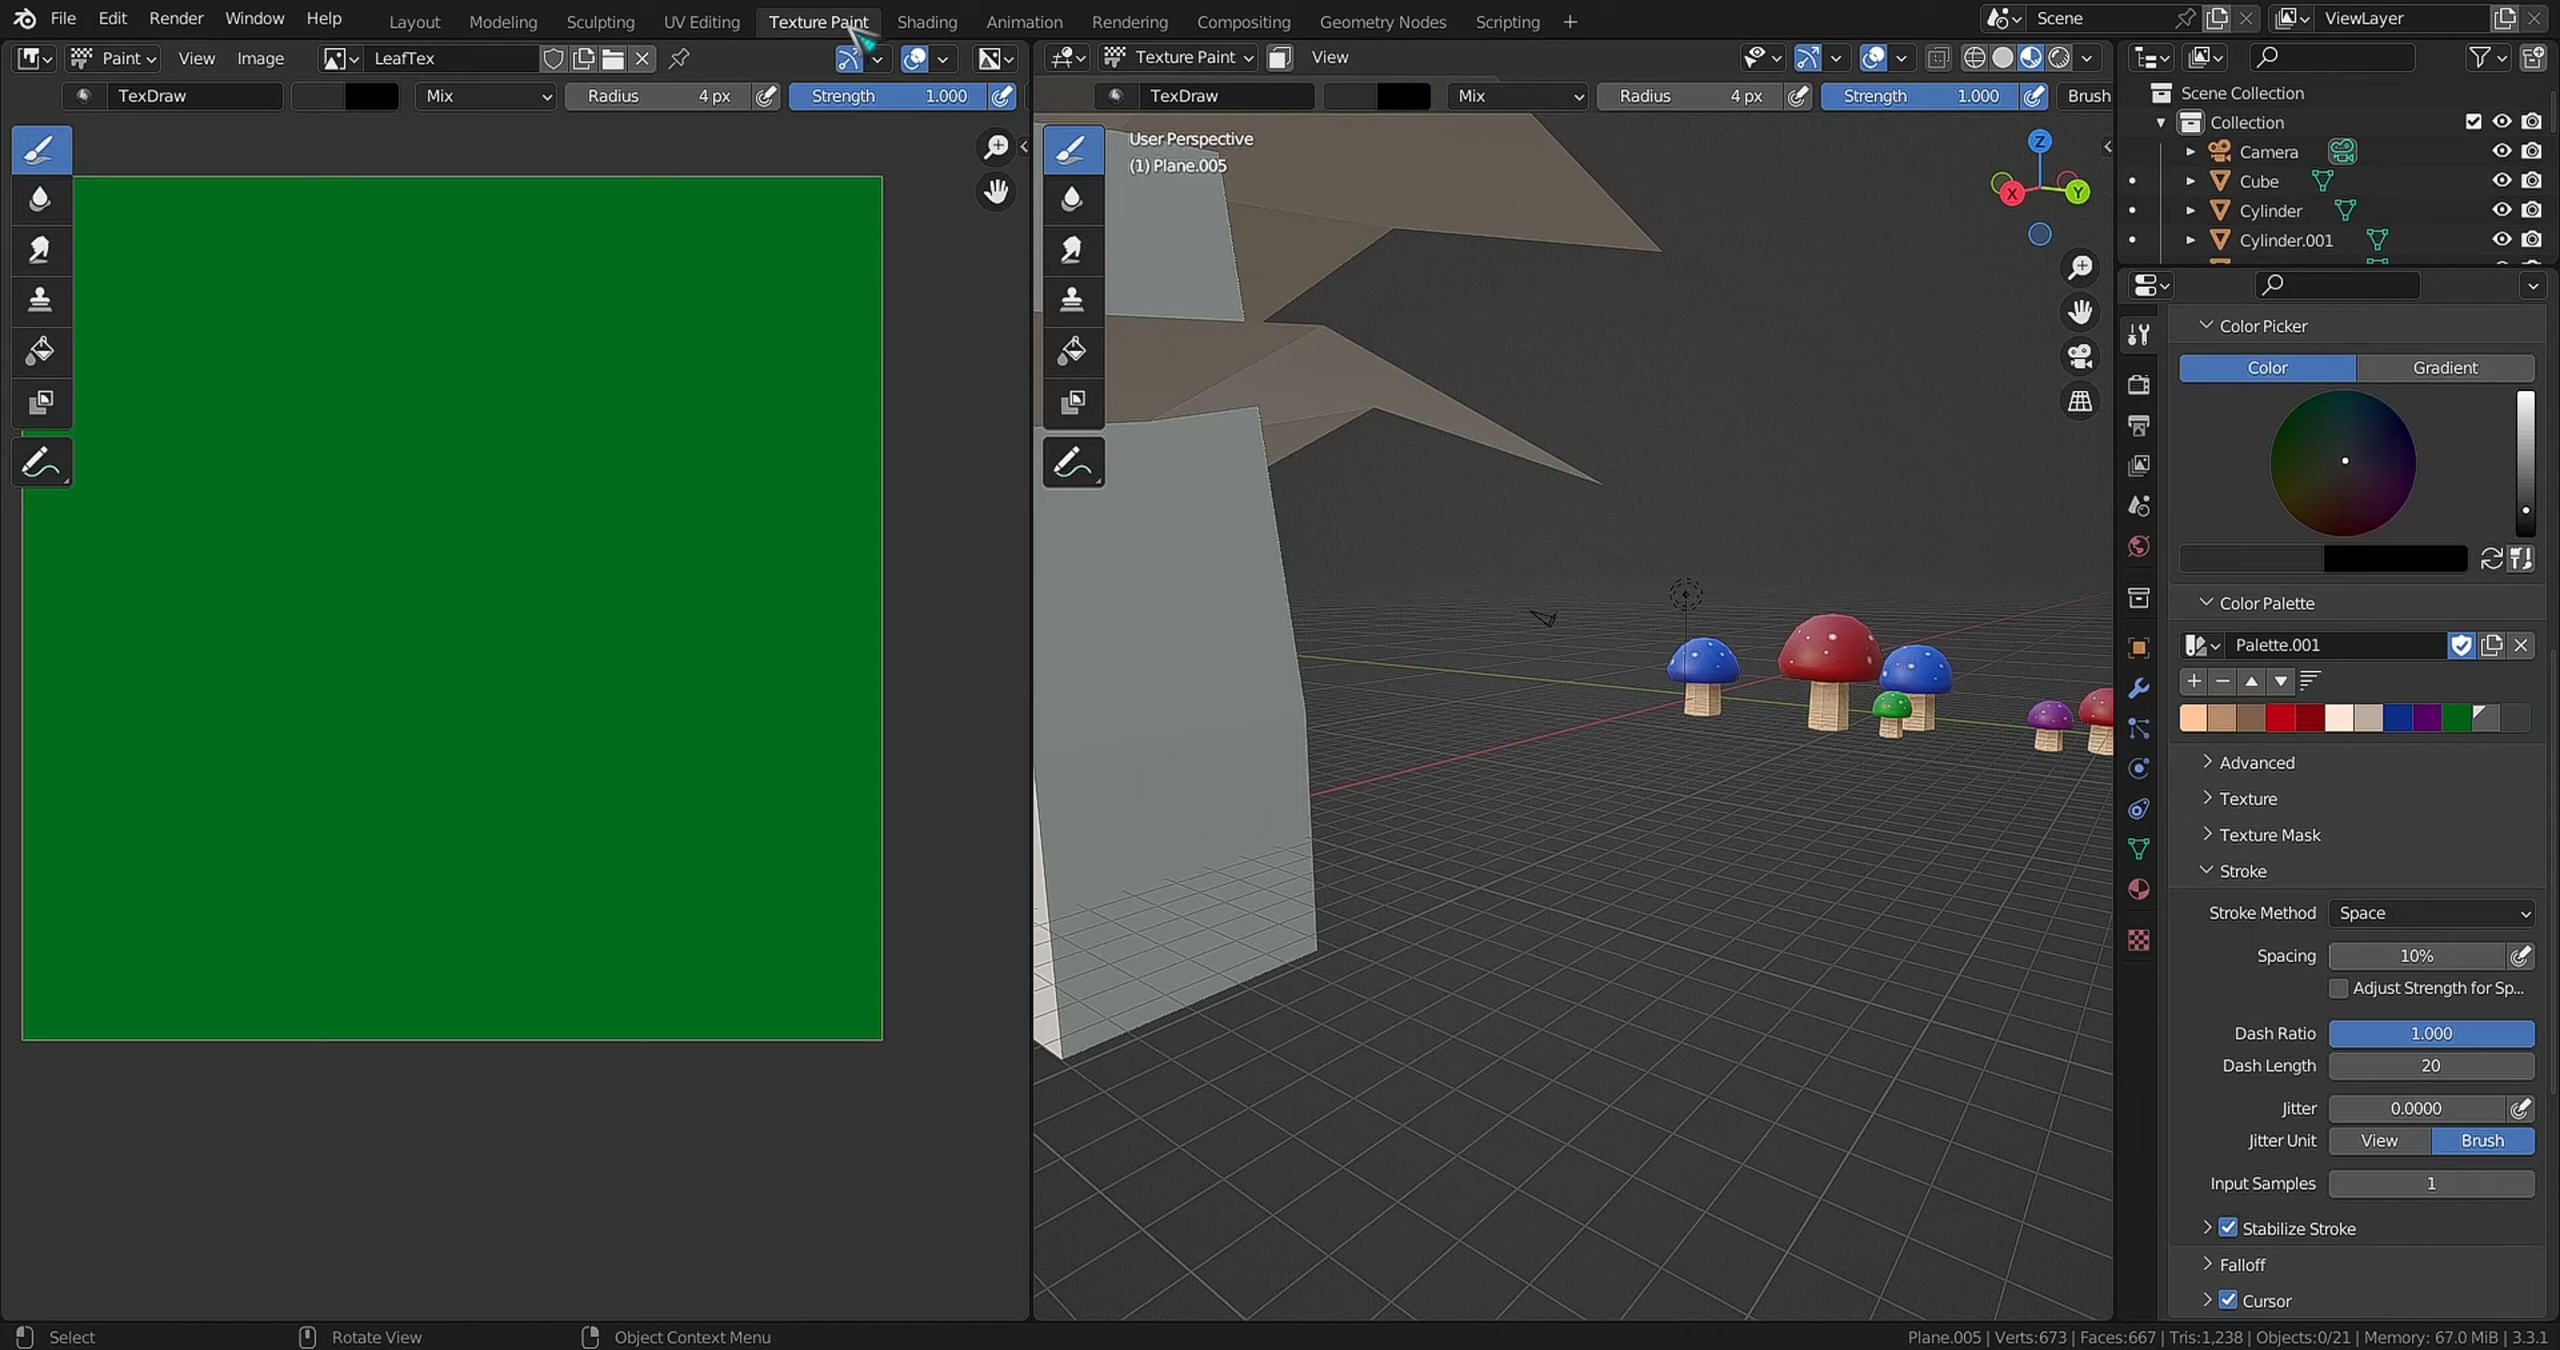 File Edit Render Window Help Layout Modeling Sculpting UV Editing Texture Paint Shading Animation Rendering Compositing Geometry Nodes Scripting + Scene ViewLayer
Paint View Image LeafTex Texture Paint View
TexDraw Mix Radius 4 px Strength 1.000 TexDraw Mix Radius 4 px Strength 1.000 Brush
User Perspective
(1) Plane.005
Z
X
Y
Scene Collection
Collection
Camera
Cube
Cylinder
Cylinder.001
Color Picker
Color Gradient
Color Palette
Palette.001
Advanced
Texture
Texture Mask
Stroke
Stroke Method Space
Spacing 10%
Adjust Strength for Sp...
Dash Ratio 1.000
Dash Length 20
Jitter 0.0000
Jitter Unit View Brush
Input Samples 1
Stabilize Stroke
Falloff
Cursor
Select Rotate View Object Context Menu Plane.005 | Verts:673 | Faces:667 | Tris:1,238 | Objects:0/21 | Memory: 67.0 MiB | 3.3.1